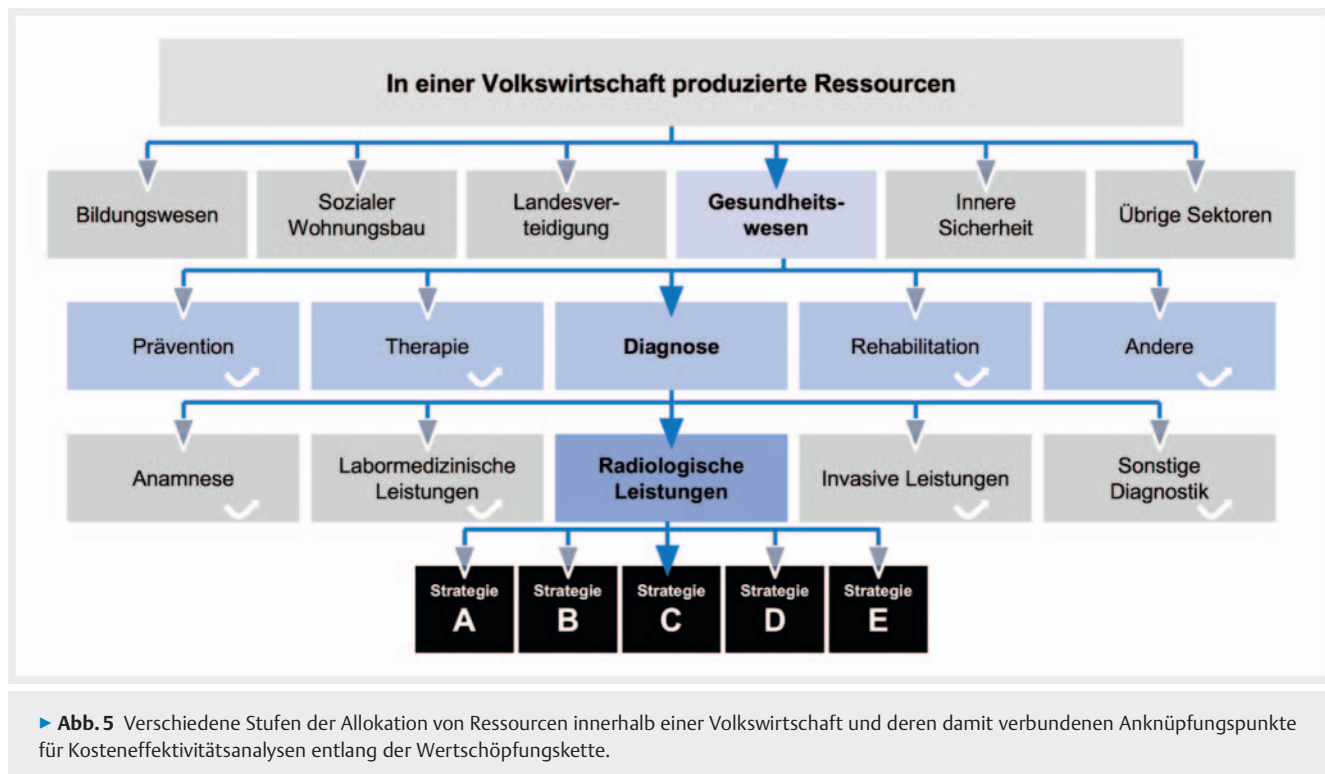 In einer Volkswirtschaft produzierte Ressourcen
Bildungswesen
Sozialer
Wohnungsbau
Landesver-
teidigung
Gesundheits-
wesen
Innere
Sicherheit
Übrige Sektoren
Prävention
Therapie
Diagnose
Rehabilitation
Andere
Anamnese
Labormedizinische
Leistungen
Radiologische
Leistungen
Invasive Leistungen
Sonstige
Diagnostik
Strategie
A
Strategie
B
Strategie
C
Strategie
D
Strategie
E
▶ Abb. 5 Verschiedene Stufen der Allokation von Ressourcen innerhalb einer Volkswirtschaft und deren damit verbundenen Anknüpfungspunkte
für Kosteneffektivitätsanalysen entlang der Wertschöpfungskette.